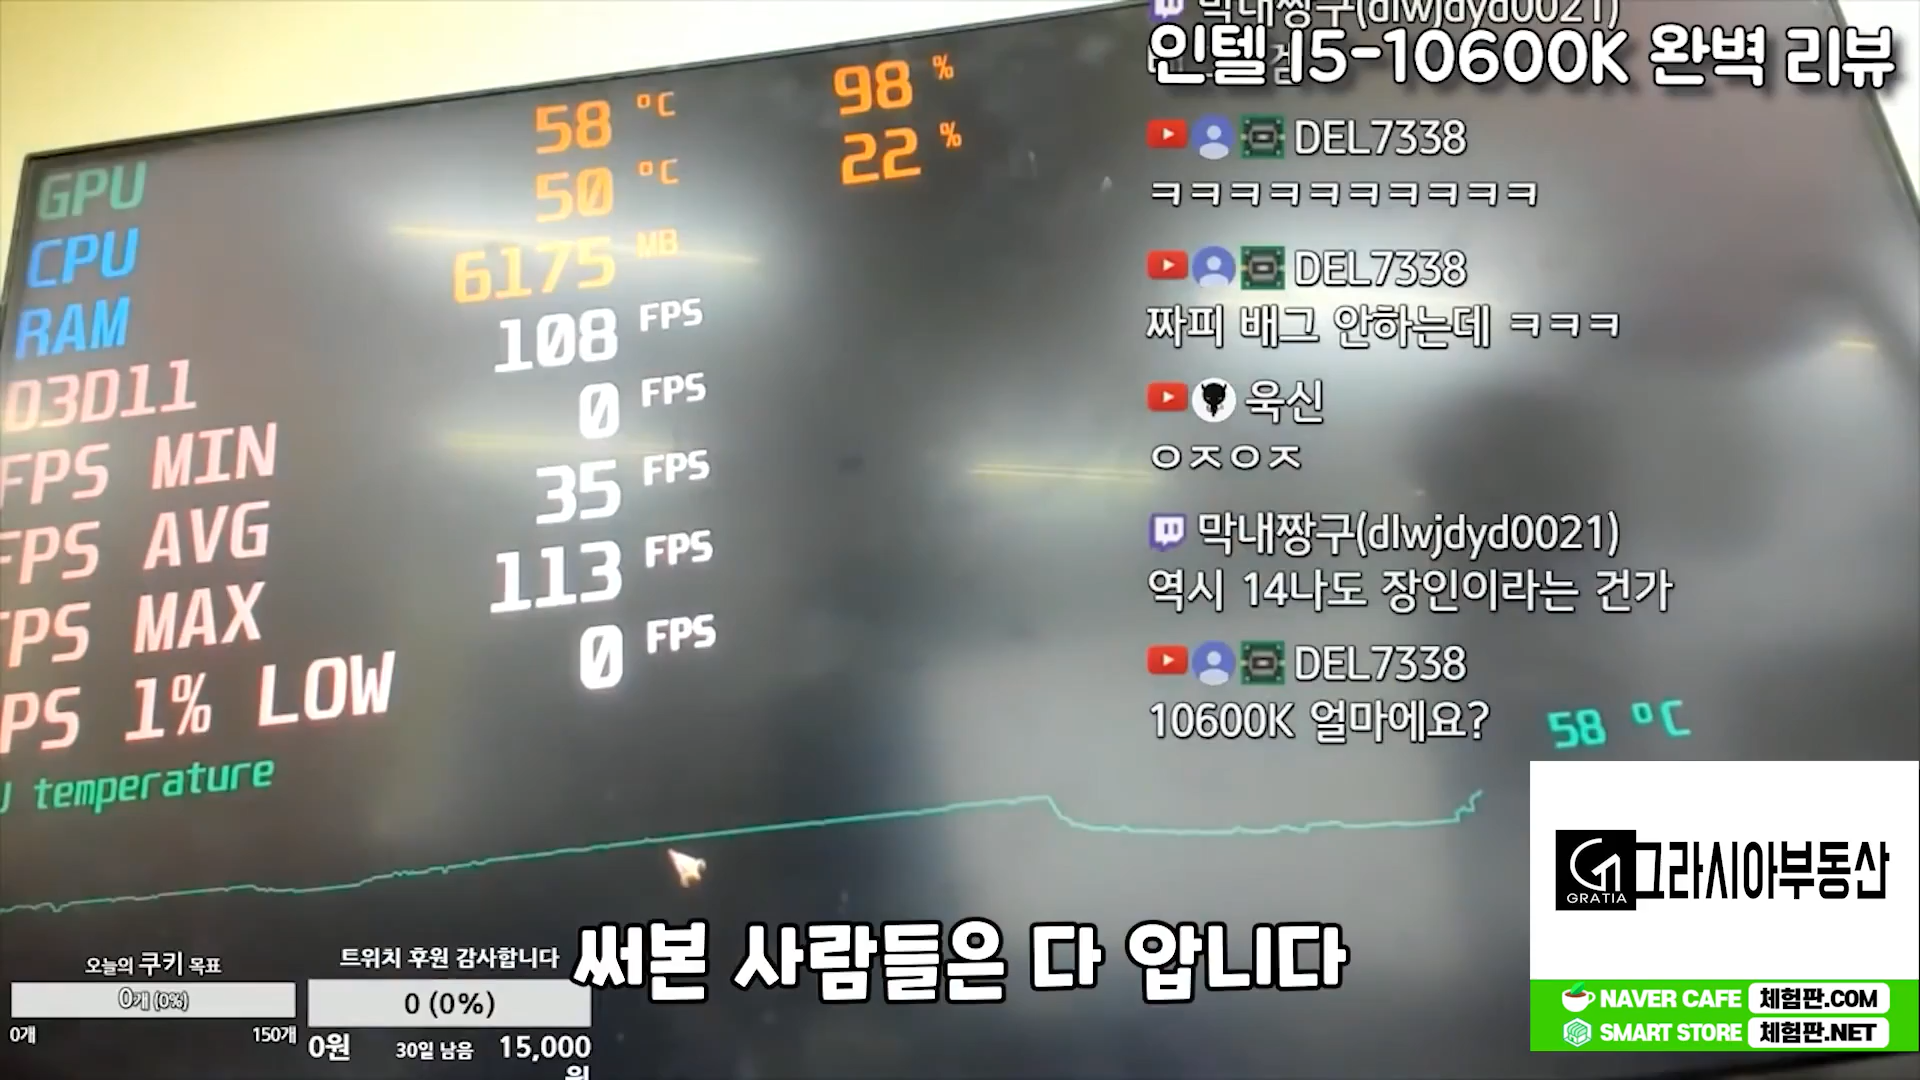 막내짱구(dlwjdyd0021)
인텔 I5-10600K 완벽 리뷰
GPU 58 °C 98 %
CPU 50 °C 22 %
RAM 6175 MB
D3D11 108 FPS
FPS MIN 0 FPS
FPS AVG 35 FPS
FPS MAX 113 FPS
PS 1% LOW 0 FPS
temperature
58 °C
DEL7338
ㅋㅋㅋㅋㅋㅋㅋㅋㅋㅋ
DEL7338
짜피 배그 안하는데 ㅋㅋㅋ
욱신
ㅇㅈㅇㅈ
막내짱구(dlwjdyd0021)
역시 14나도 장인이라는 건가
DEL7338
10600K 얼마에요?
써본 사람들은 다 압니다
오늘의 쿠키 목표
0개 (0%)
0개 150개
트위치 후원 감사합니다
0 (0%)
0원 30일 남음 15,000
원
GRATIA
그라시아부동산
NAVER CAFE 체험판.COM
SMART STORE 체험판.NET